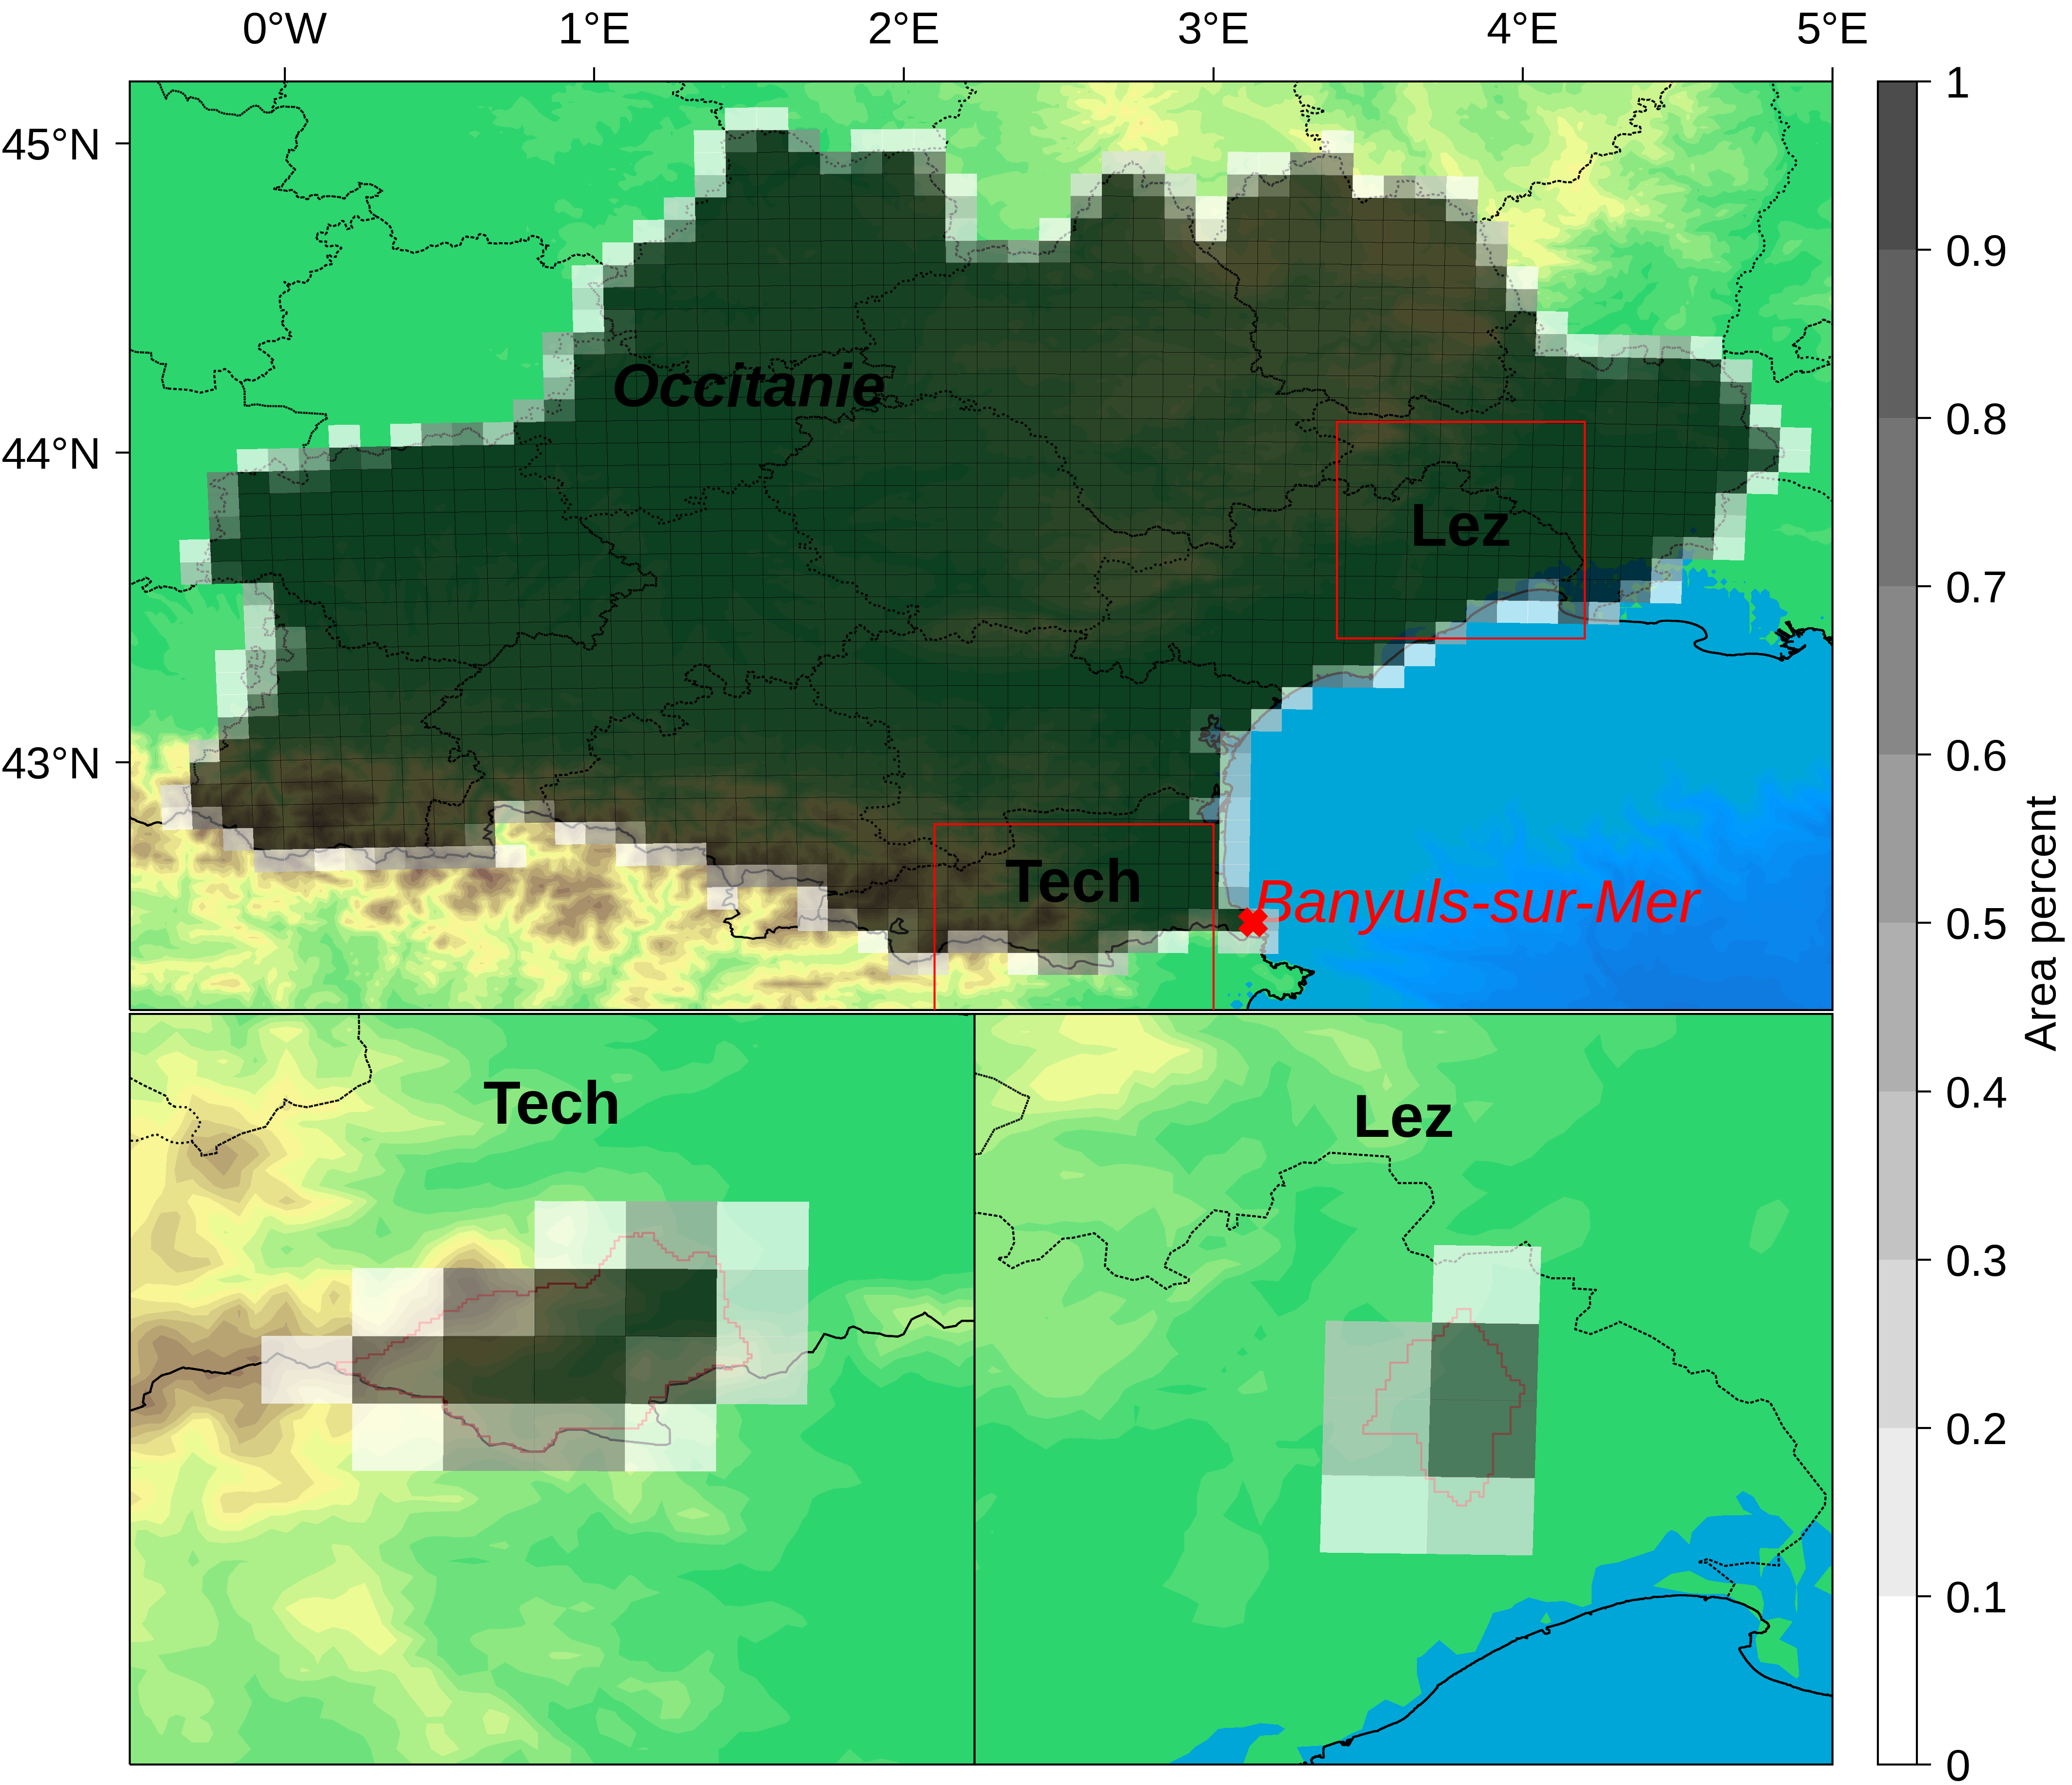 0°W 1°E 2°E 3°E 4°E 5°E
45°N
44°N
43°N
Occitanie
Lez
Tech
Banyuls-sur-Mer
Tech
Lez
1
0.9
0.8
0.7
0.6
0.5
0.4
0.3
0.2
0.1
0
Area percent